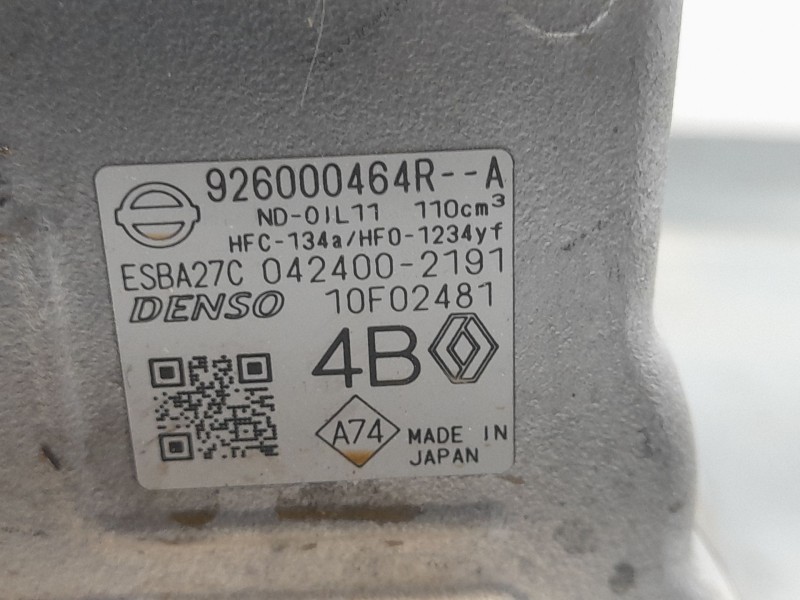 926000464R--A
ND-OIL11 110cm³
HFC-134a/HFO-1234yf
ESBA27C 042400-2191
DENSO 10F02481
4B
A74
MADE IN
JAPAN